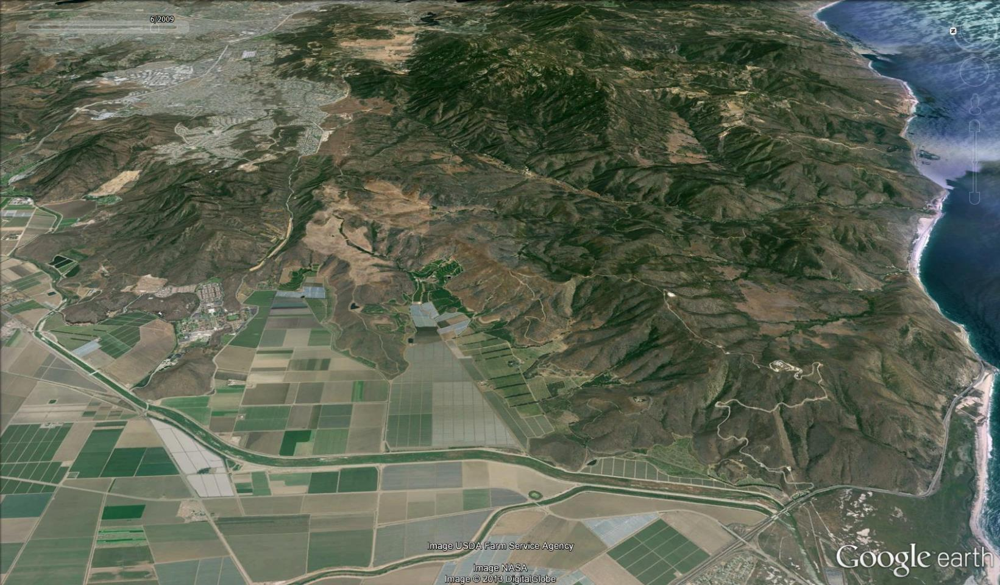 6/2009
N
Image USDA Farm Service Agency
Image NASA
Image © 2013 DigitalGlobe
Google earth